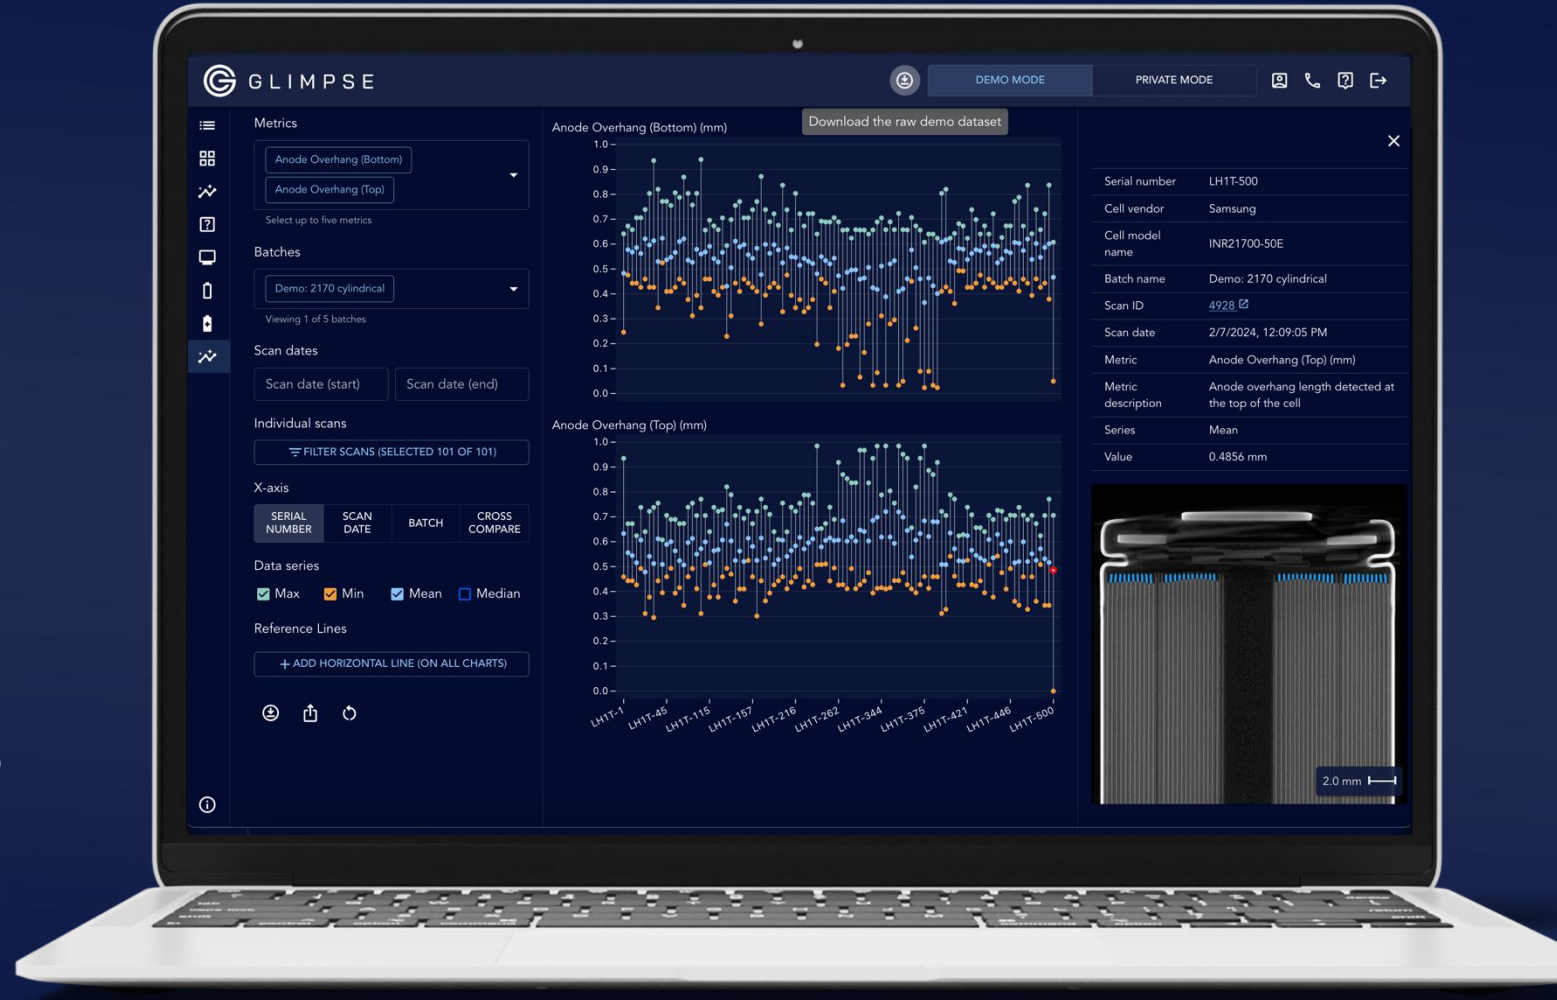 GLIMPSE
DEMO MODE
PRIVATE MODE
Download the raw demo dataset
Metrics
Anode Overhang (Bottom)
Anode Overhang (Top)
Select up to five metrics
Batches
Demo: 2170 cylindrical
Viewing 1 of 5 batches
Scan dates
Scan date (start)
Scan date (end)
Individual scans
FILTER SCANS (SELECTED 101 OF 101)
X-axis
SERIAL NUMBER
SCAN DATE
BATCH
CROSS COMPARE
Data series
Max
Min
Mean
Median
Reference Lines
+ ADD HORIZONTAL LINE (ON ALL CHARTS)
Anode Overhang (Bottom) (mm)
1.0
0.9
0.8
0.7
0.6
0.5
0.4
0.3
0.2
0.1
0.0
Anode Overhang (Top) (mm)
1.0
0.9
0.8
0.7
0.6
0.5
0.4
0.3
0.2
0.1
0.0
LH1T-1
LH1T-45
LH1T-115
LH1T-157
LH1T-216
LH1T-262
LH1T-344
LH1T-375
LH1T-421
LH1T-446
LH1T-500
Serial number LH1T-500
Cell vendor Samsung
Cell model name INR21700-50E
Batch name Demo: 2170 cylindrical
Scan ID 4928
Scan date 2/7/2024, 12:09:05 PM
Metric Anode Overhang (Top) (mm)
Metric description Anode overhang length detected at the top of the cell
Series Mean
Value 0.4856 mm
2.0 mm